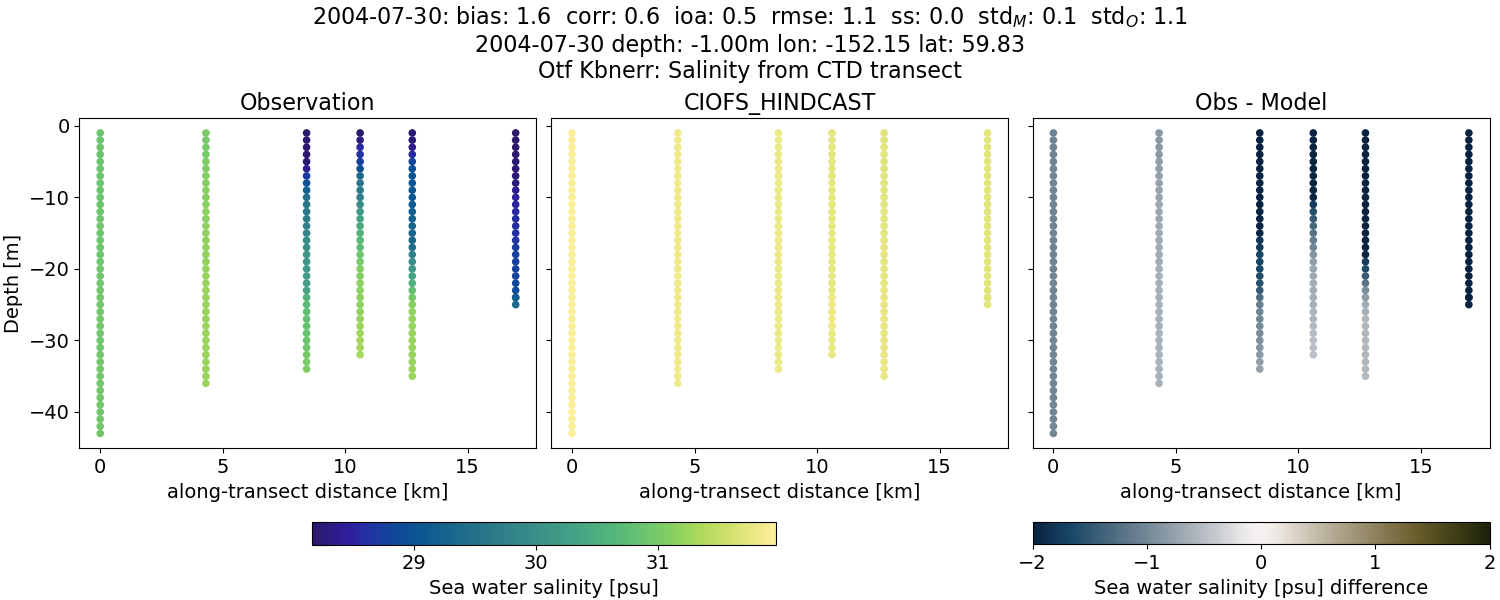 2004-07-30: bias: 1.6 corr: 0.6 ioa: 0.5 rmse: 1.1 ss: 0.0 std_M: 0.1 std_O: 1.1
2004-07-30 depth: -1.00m lon: -152.15 lat: 59.83
Otf Kbnerr: Salinity from CTD transect
Observation
CIOFS_HINDCAST
Obs - Model
Depth [m]
0
−10
−20
−30
−40
0 5 10 15
0 5 10 15
0 5 10 15
along-transect distance [km]
along-transect distance [km]
along-transect distance [km]
29 30 31
Sea water salinity [psu]
−2 −1 0 1 2
Sea water salinity [psu] difference